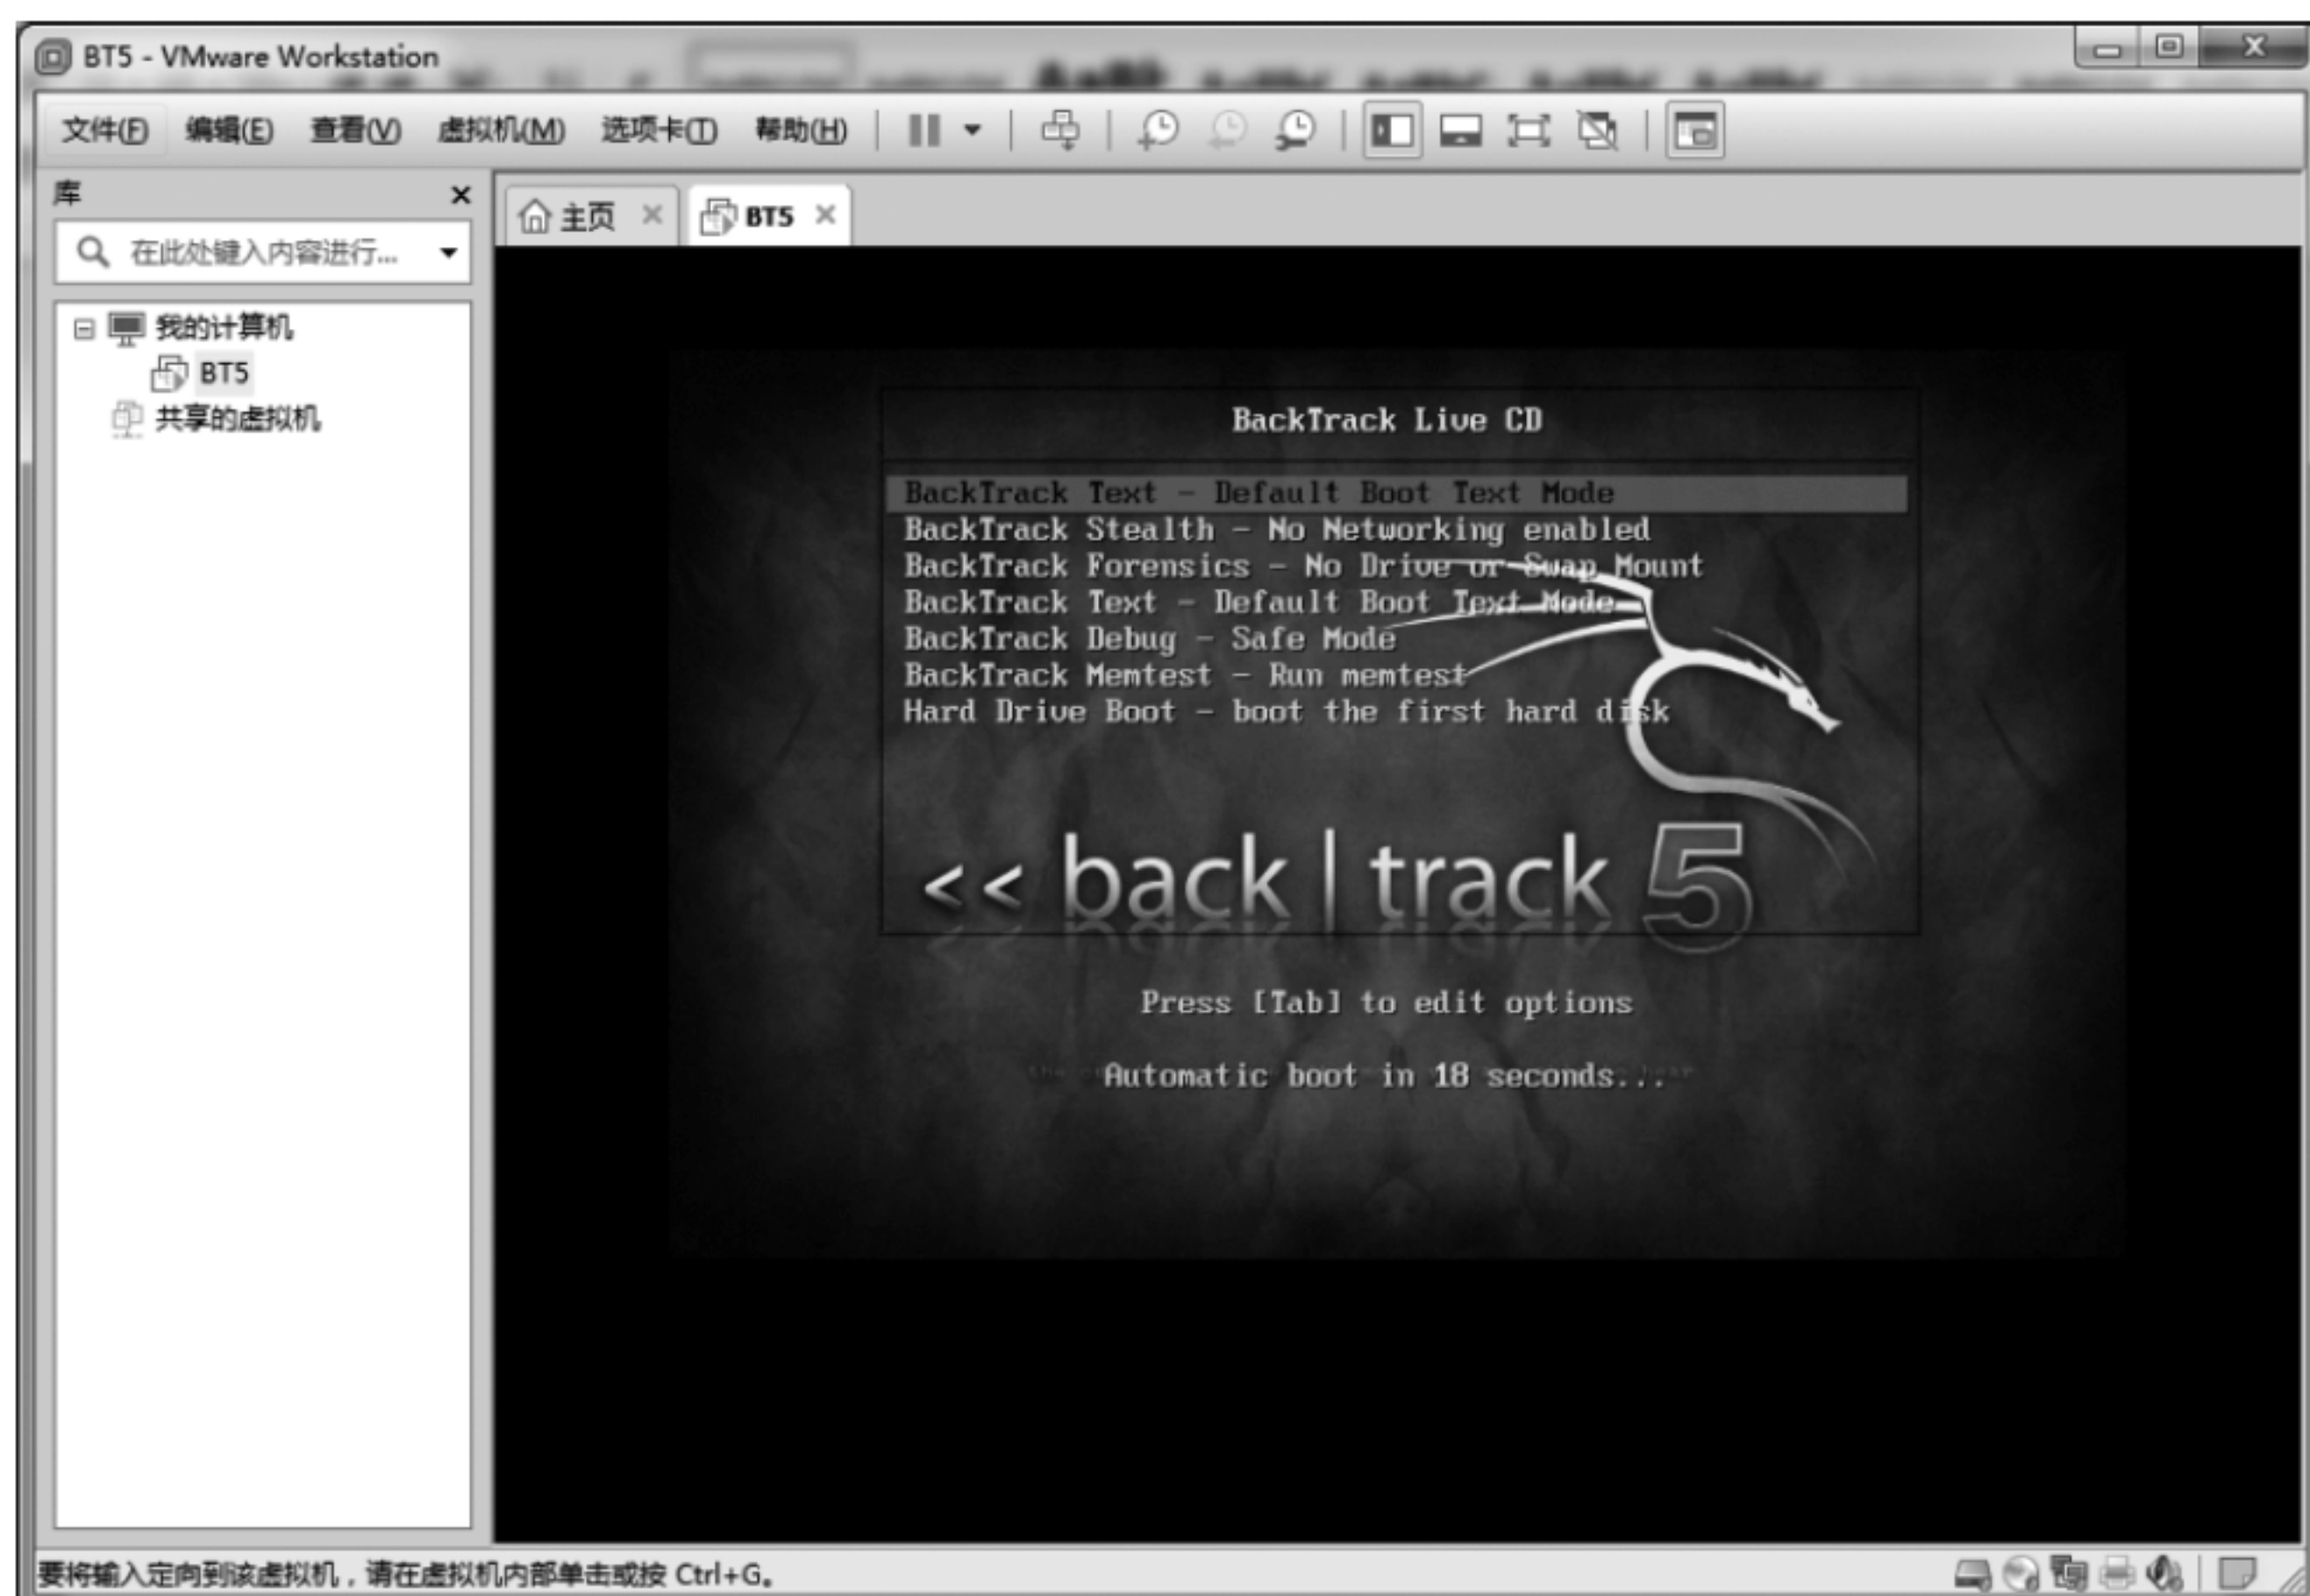 BT5 - VMware Workstation
文件(F) 编辑(E) 查看(V) 虚拟机(M) 选项卡(T) 帮助(H)
库
主页 BT5
在此处键入内容进行...
我的计算机
BT5
共享的虚拟机
BackTrack Live CD
BackTrack Text - Default Boot Text Mode
BackTrack Stealth - No Networking enabled
BackTrack Forensics - No Drive or Swap Mount
BackTrack Text - Default Boot Text Mode
BackTrack Debug - Safe Mode
BackTrack Memtest - Run memtest
Hard Drive Boot - boot the first hard disk
<< back | track 5
Press [Tab] to edit options
Automatic boot in 18 seconds...
要将输入定向到该虚拟机，请在虚拟机内部单击或按 Ctrl+G。